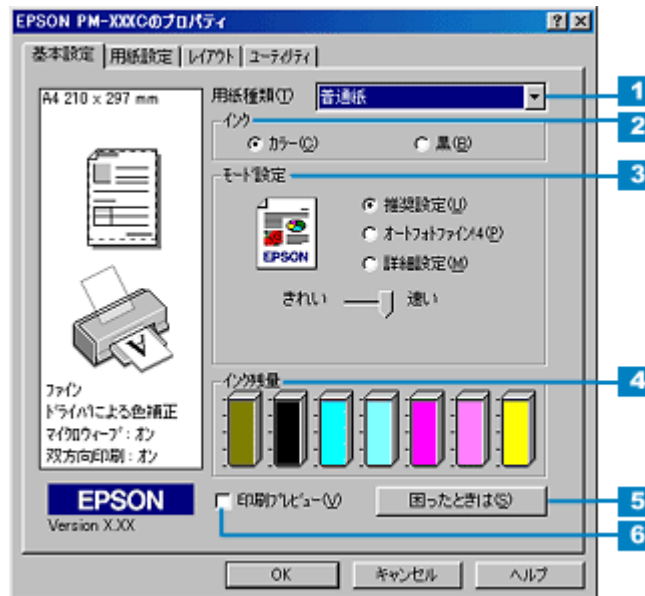 EPSON PM-XXXCのプロパティ
基本設定
用紙設定
レイアウト
ユーティリティ
A4 210 × 297 mm
用紙種類(T)
普通紙
1
インク
2
カラー(C)
黒(B)
モード設定
3
EPSON
推奨設定(U)
オートフォトファイン!4(P)
詳細設定(M)
きれい
速い
ファイン
ドライバによる色補正
マイクロウィーブ:オン
双方向印刷:オン
インク残量
4
EPSON
Version X.XX
印刷プレビュー(V)
困ったときは(S)
5
6
OK
キャンセル
ヘルプ